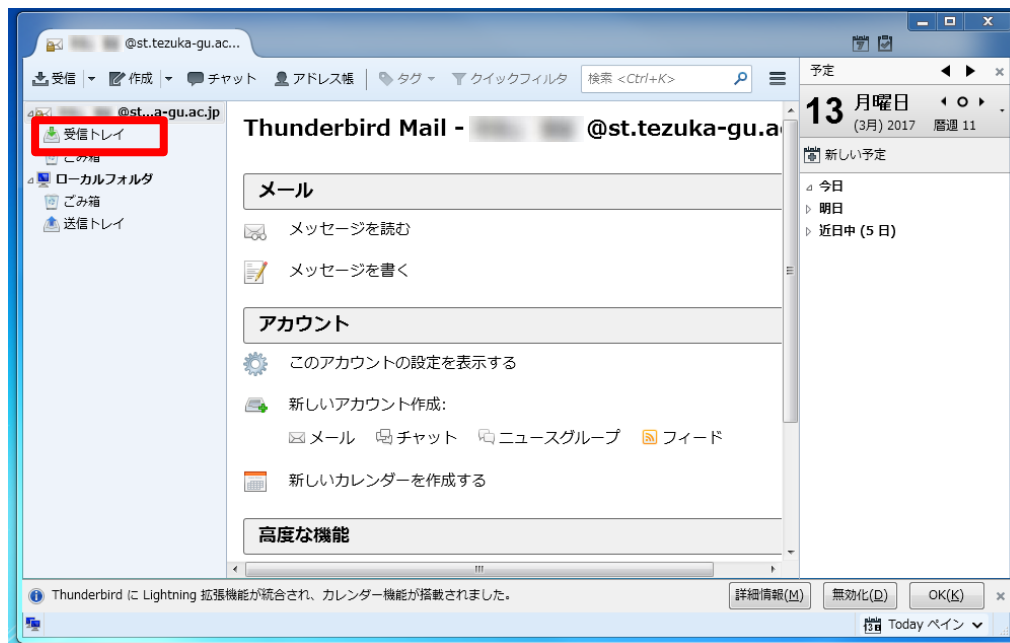 @st.tezuka-gu.ac...
受信 作成 チャット アドレス帳 タグ クイックフィルタ 検索 <Ctrl+K>
@st...a-gu.ac.jp
受信トレイ
ごみ箱
ローカルフォルダ
ごみ箱
送信トレイ
Thunderbird Mail - @st.tezuka-gu.a
メール
メッセージを読む
メッセージを書く
アカウント
このアカウントの設定を表示する
新しいアカウント作成:
メール チャット ニュースグループ フィード
新しいカレンダーを作成する
高度な機能
予定
13 月曜日
(3月) 2017 暦週 11
新しい予定
今日
明日
近日中 (5 日)
Thunderbird に Lightning 拡張機能が統合され、カレンダー機能が搭載されました。 詳細情報(M) 無効化(D) OK(K)
13 Today ペイン